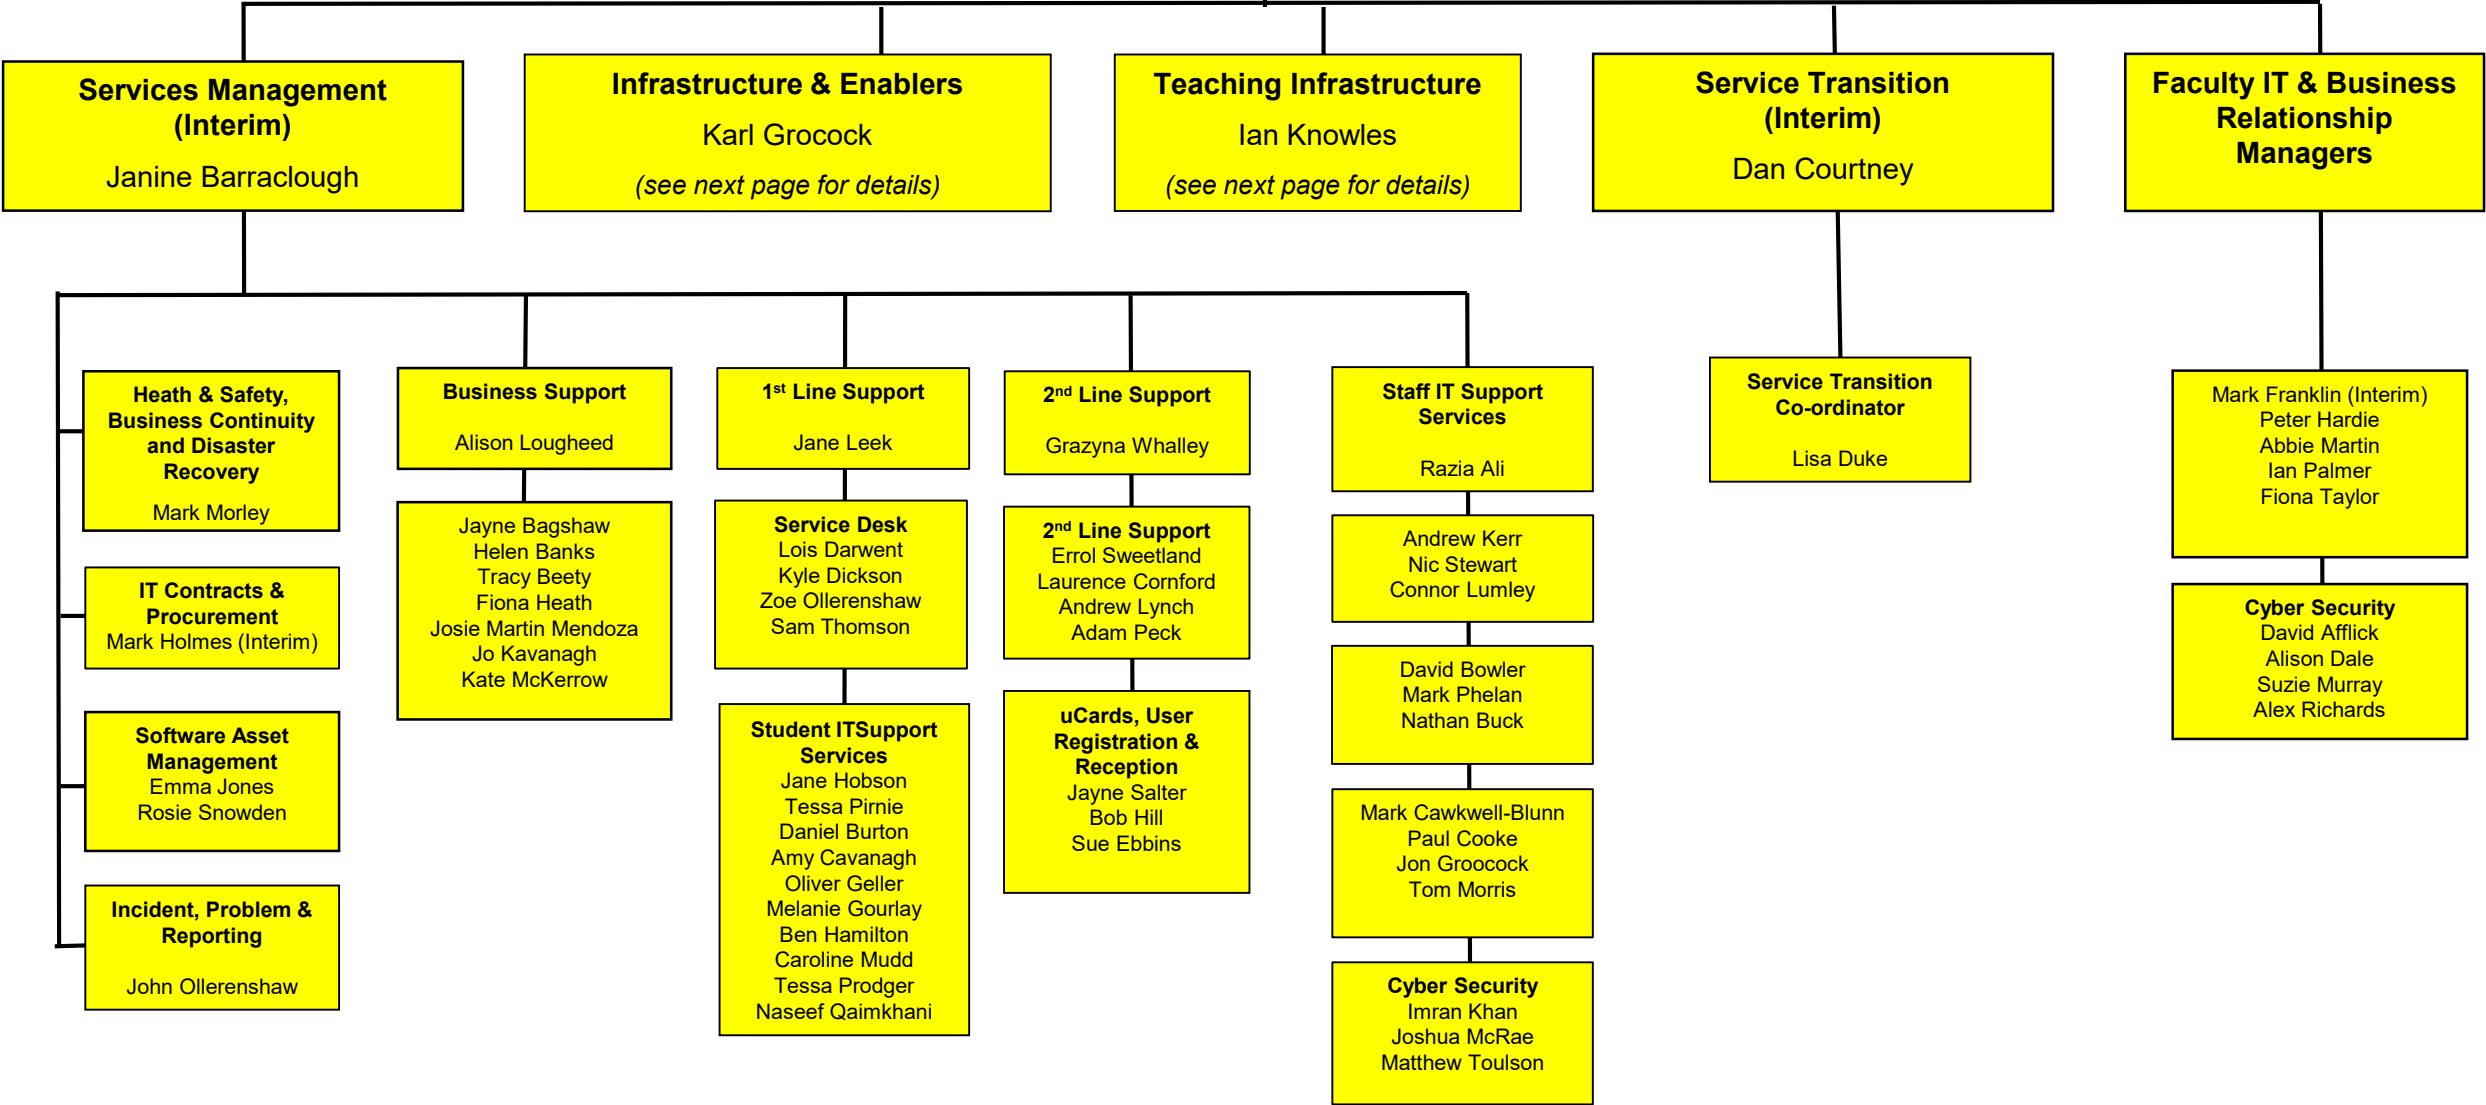 Services Management
(Interim)
Janine Barraclough
Infrastructure & Enablers
Karl Grocock
(see next page for details)
Teaching Infrastructure
Ian Knowles
(see next page for details)
Service Transition
(Interim)
Dan Courtney
Faculty IT & Business
Relationship
Managers
Heath & Safety,
Business Continuity
and Disaster
Recovery
Mark Morley
IT Contracts &
Procurement
Mark Holmes (Interim)
Software Asset
Management
Emma Jones
Rosie Snowden
Incident, Problem &
Reporting
John Ollerenshaw
Business Support
Alison Lougheed
Jayne Bagshaw
Helen Banks
Tracy Beety
Fiona Heath
Josie Martin Mendoza
Jo Kavanagh
Kate McKerrow
1st Line Support
Jane Leek
Service Desk
Lois Darwent
Kyle Dickson
Zoe Ollerenshaw
Sam Thomson
Student ITSupport
Services
Jane Hobson
Tessa Pirnie
Daniel Burton
Amy Cavanagh
Oliver Geller
Melanie Gourlay
Ben Hamilton
Caroline Mudd
Tessa Prodger
Naseef Qaimkhani
2nd Line Support
Grazyna Whalley
2nd Line Support
Errol Sweetland
Laurence Cornford
Andrew Lynch
Adam Peck
uCards, User
Registration &
Reception
Jayne Salter
Bob Hill
Sue Ebbins
Staff IT Support
Services
Razia Ali
Andrew Kerr
Nic Stewart
Connor Lumley
David Bowler
Mark Phelan
Nathan Buck
Mark Cawkwell-Blunn
Paul Cooke
Jon Groocock
Tom Morris
Cyber Security
Imran Khan
Joshua McRae
Matthew Toulson
Service Transition
Co-ordinator
Lisa Duke
Mark Franklin (Interim)
Peter Hardie
Abbie Martin
Ian Palmer
Fiona Taylor
Cyber Security
David Afflick
Alison Dale
Suzie Murray
Alex Richards